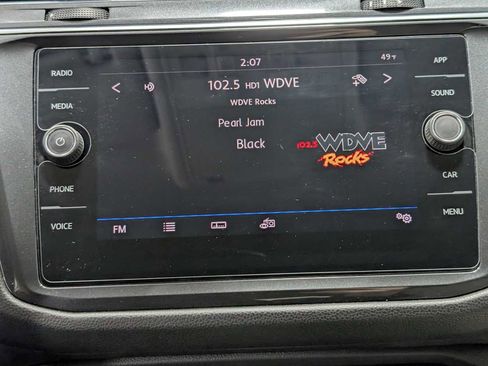 RADIO
MEDIA
PHONE
VOICE
2:07
49°F
102.5 HD1 WDVE
WDVE Rocks
Pearl Jam
Black
102.5 WDVE
Rocks
FM
APP
SOUND
CAR
MENU